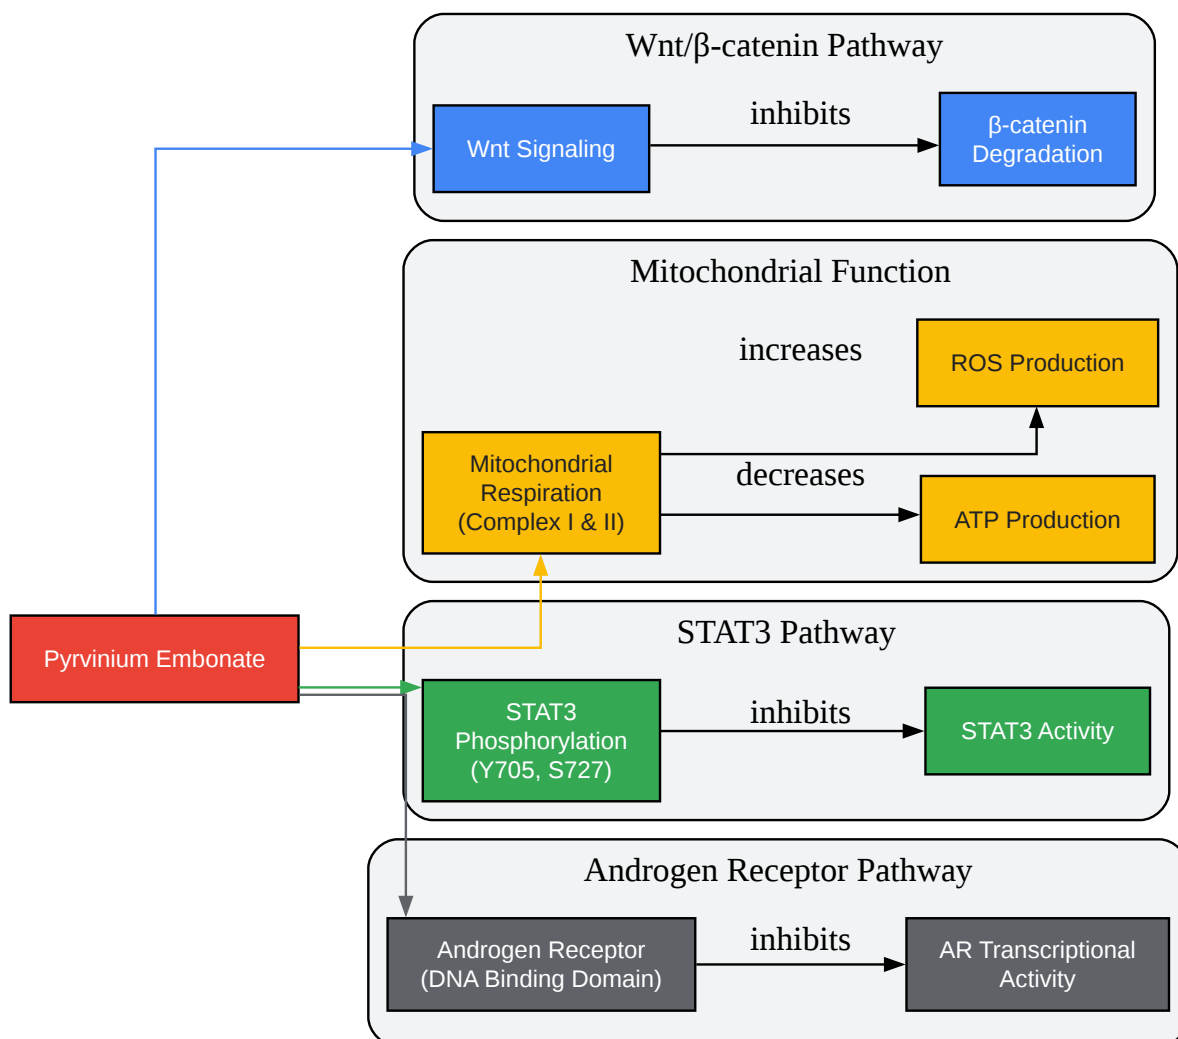 Wnt/β-catenin Pathway
Wnt Signaling
inhibits
β-catenin
Degradation
Mitochondrial Function
increases
ROS Production
Mitochondrial
Respiration
(Complex I & II)
decreases
ATP Production
Pyrvinium Embonate
STAT3 Pathway
STAT3
Phosphorylation
(Y705, S727)
inhibits
STAT3 Activity
Androgen Receptor Pathway
Androgen Receptor
(DNA Binding Domain)
inhibits
AR Transcriptional
Activity